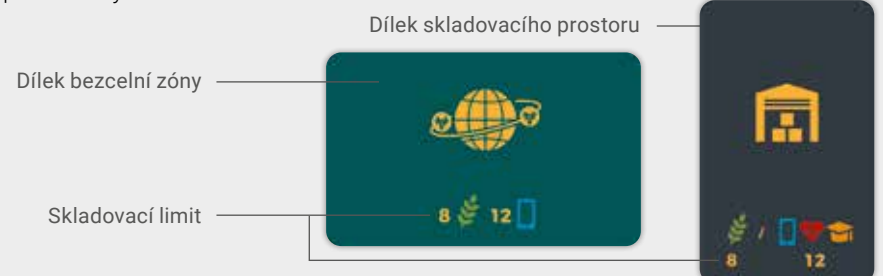 Dílek skladovacího prostoru
Dílek bezcelní zóny
Skladovací limit
8 12
/
8 12